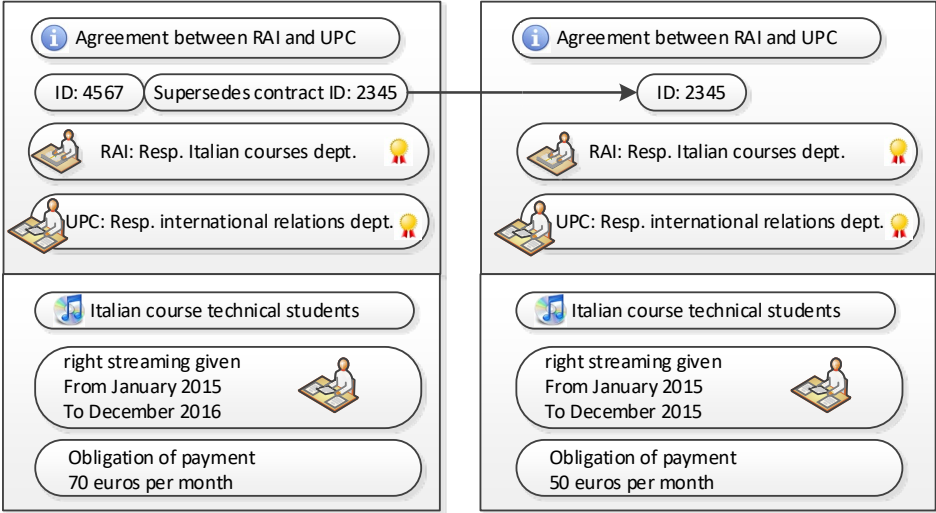 Agreement between RAI and UPC
ID: 4567
Supersedes contract ID: 2345
RAI: Resp. Italian courses dept.
UPC: Resp. international relations dept.
Italian course technical students
right streaming given
From January 2015
To December 2016
Obligation of payment
70 euros per month
Agreement between RAI and UPC
ID: 2345
RAI: Resp. Italian courses dept.
UPC: Resp. international relations dept.
Italian course technical students
right streaming given
From January 2015
To December 2015
Obligation of payment
50 euros per month